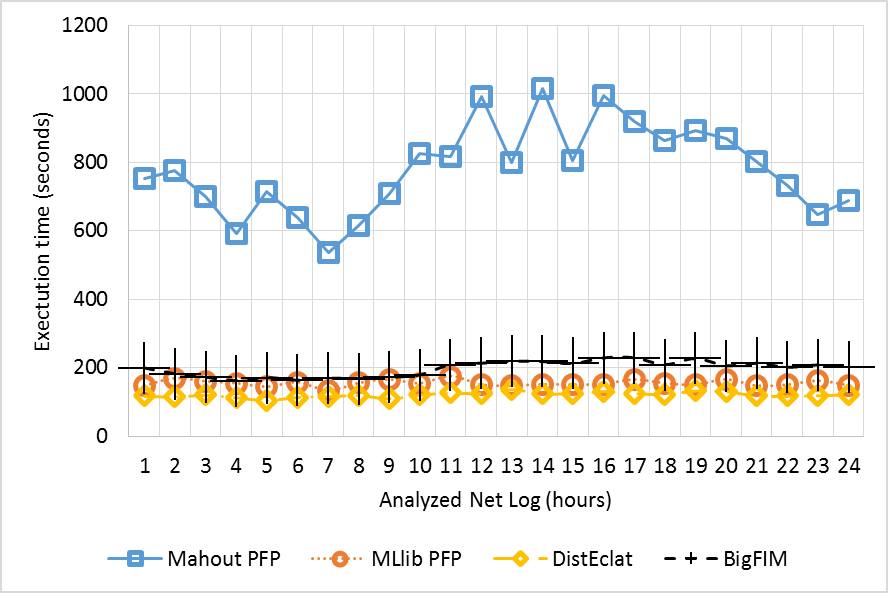 1200
1000
800
600
400
200
0
Exectution time (seconds)
1 2 3 4 5 6 7 8 9 10 11 12 13 14 15 16 17 18 19 20 21 22 23 24
Analyzed Net Log (hours)
Mahout PFP MLlib PFP DistEclat BigFIM